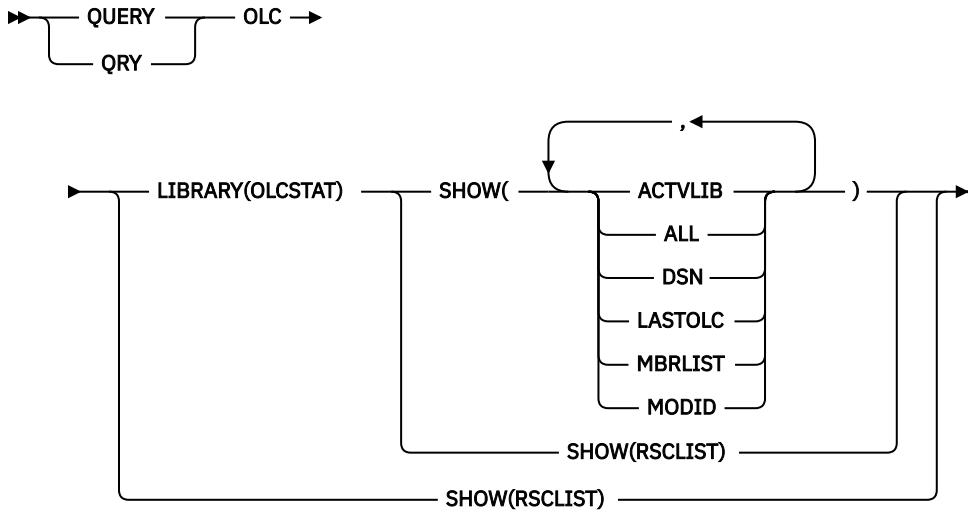 QUERY OLC
QRY
,
LIBRARY(OLCSTAT) SHOW( ACTVLIB )
ALL
DSN
LASTOLC
MBRLIST
MODID
SHOW(RSCLIST)
SHOW(RSCLIST)